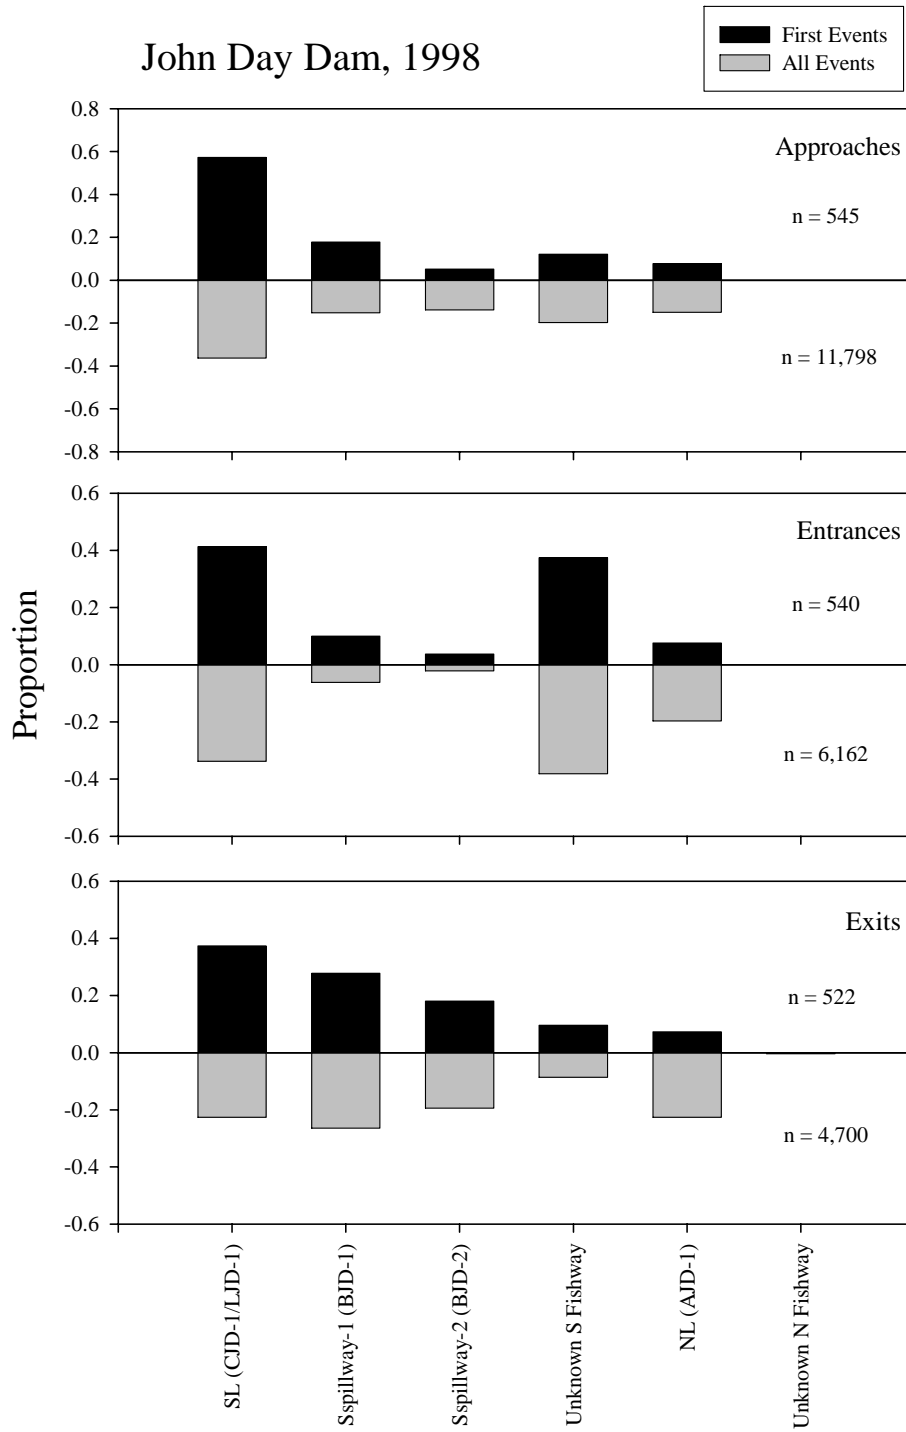 John Day Dam, 1998
First Events
All Events
0.8
0.6
0.4
0.2
0.0
-0.2
-0.4
-0.6
-0.8
Approaches
n = 545
n = 11,798
0.6
0.4
0.2
0.0
-0.2
-0.4
-0.6
Entrances
n = 540
n = 6,162
Proportion
0.6
0.4
0.2
0.0
-0.2
-0.4
-0.6
Exits
n = 522
n = 4,700
SL (CJD-1/LJD-1)
Sspillway-1 (BJD-1)
Sspillway-2 (BJD-2)
Unknown S Fishway
NL (AJD-1)
Unknown N Fishway